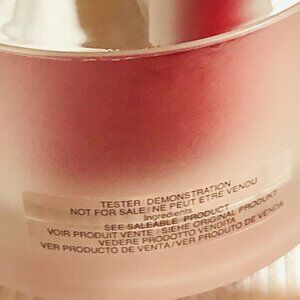 TESTER/DEMONSTRATION
NOT FOR SALE/NE PEUT ETRE VENDU
Ingredients
SEE SALEABLE PRODUCT
VOIR PRODUIT VENTE/SIEHE ORIGINAL PRODUKT
VEDERE PRODOTTO VENDITA
VER PRODUCTO DE VENTA/VER PRODUTO DE VENDA